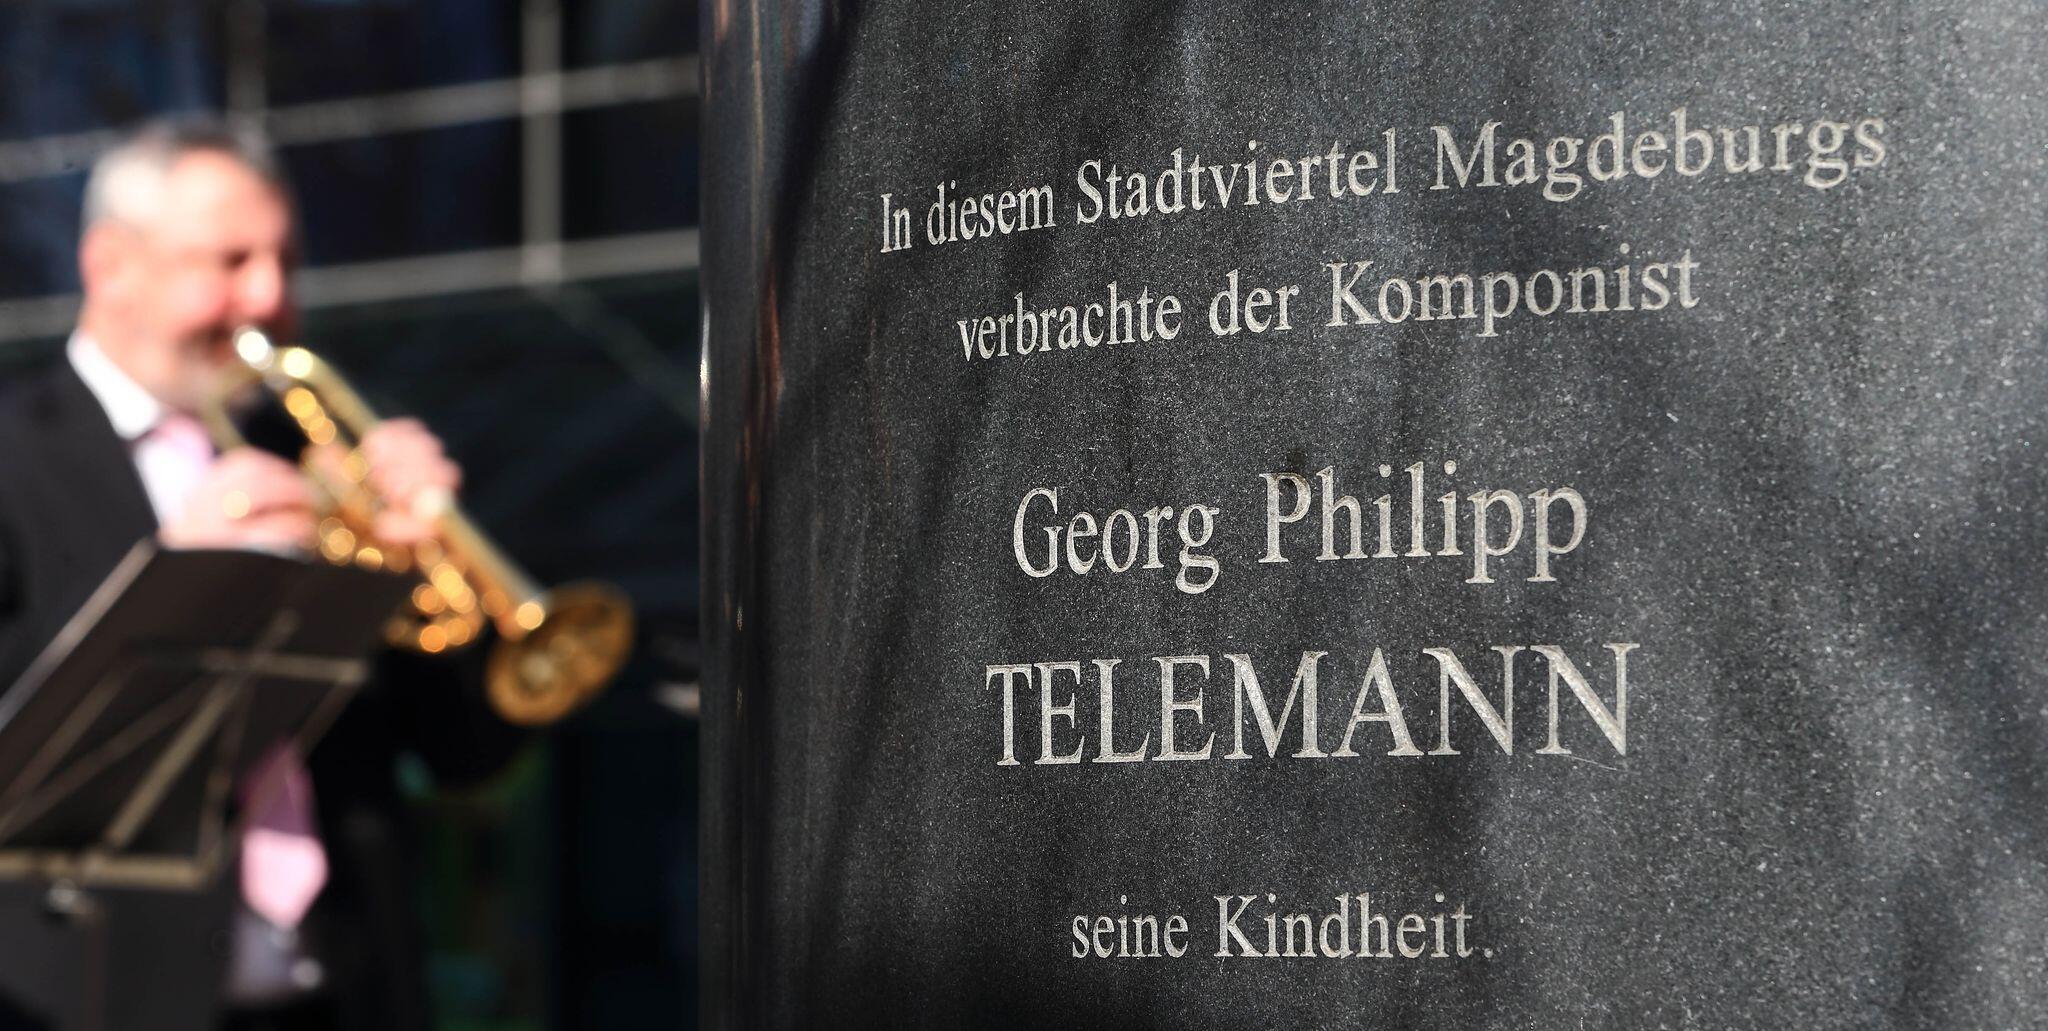 In diesem Stadtviertel Magdeburgs
verbrachte der Komponist
Georg Philipp
TELEMANN
seine Kindheit.